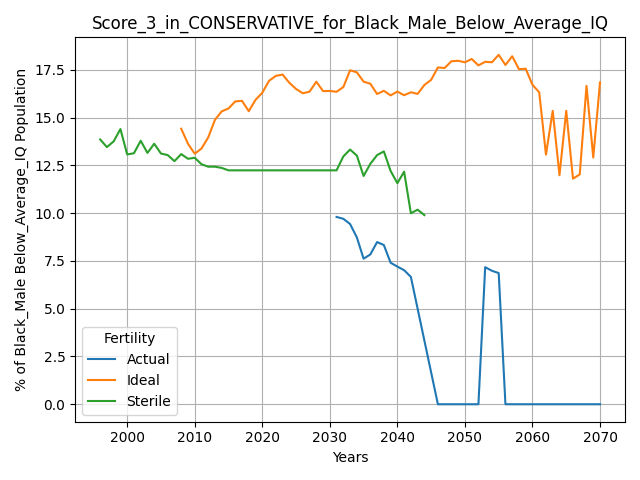 Score_3_in_CONSERVATIVE_for_Black_Male_Below_Average_IQ
% of Black_Male Below_Average_IQ Population
17.5
15.0
12.5
10.0
7.5
5.0
2.5
0.0
Fertility
Actual
Ideal
Sterile
2000 2010 2020 2030 2040 2050 2060 2070
Years